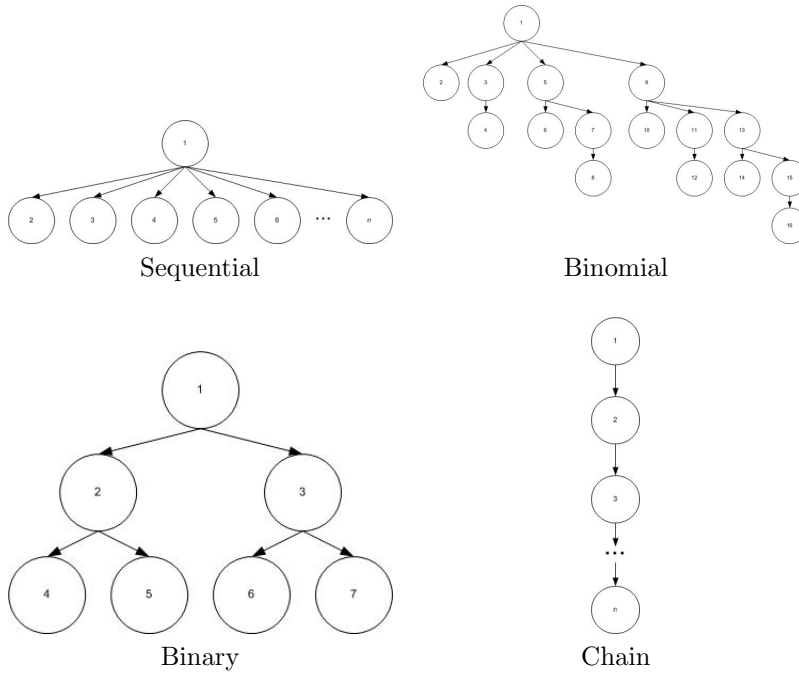 1
2 3 4 5 6 ... n
Sequential
1
2 3 5 9
4 6 7 10 11 13
8 12 14 15
16
Binomial
1
2 3
4 5 6 7
Binary
1
2
3
...
n
Chain